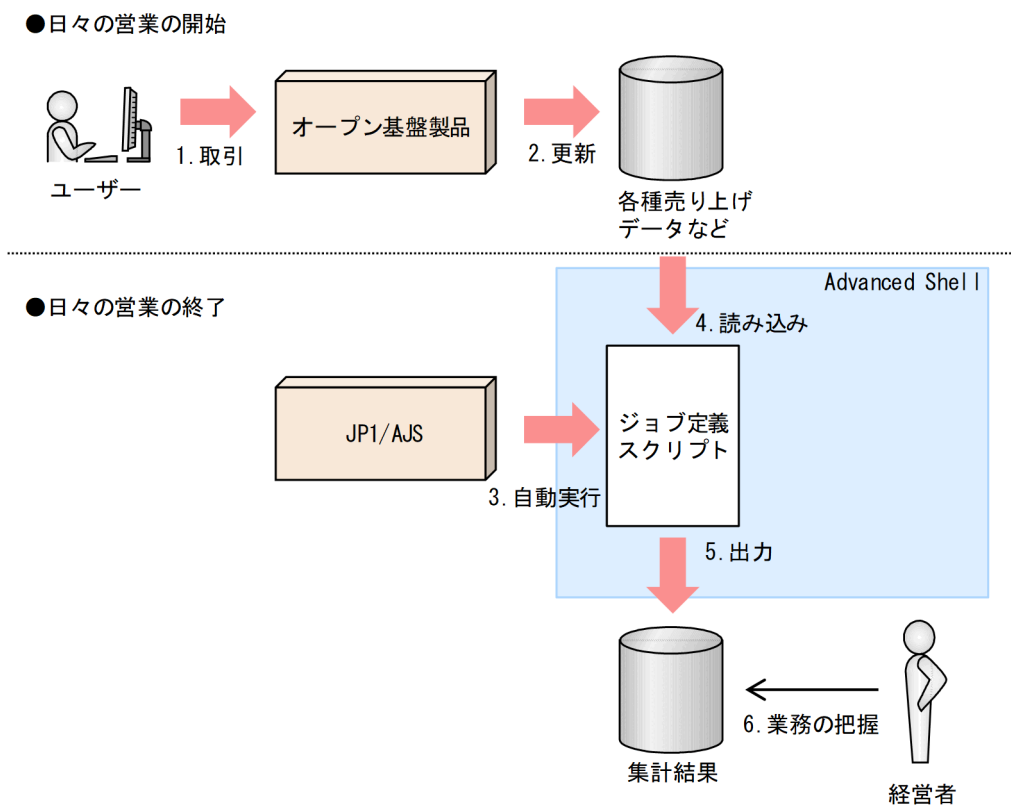 ●日々の営業の開始
オープン基盤製品
1.取引
2.更新
ユーザー
各種売り上げ
データなど
Advanced Shell
●日々の営業の終了
4.読み込み
JP1/AJS
ジョブ定義
スクリプト
3.自動実行
5.出力
6.業務の把握
集計結果
経営者